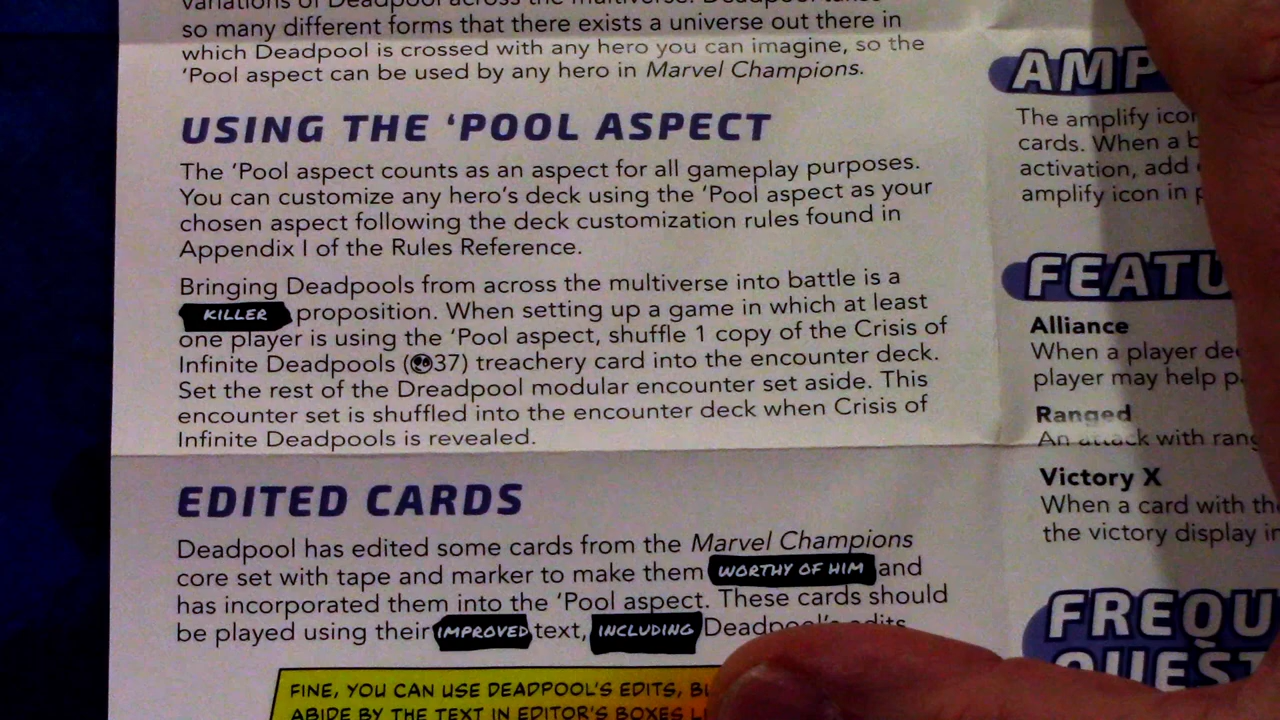 variations of Deadpool across the multiverse. Deadpool takes
so many different forms that there exists a universe out there in
which Deadpool is crossed with any hero you can imagine, so the
'Pool aspect can be used by any hero in Marvel Champions.
USING THE 'POOL ASPECT
The 'Pool aspect counts as an aspect for all gameplay purposes.
You can customize any hero's deck using the 'Pool aspect as your
chosen aspect following the deck customization rules found in
Appendix I of the Rules Reference.
Bringing Deadpools from across the multiverse into battle is a
KILLER proposition. When setting up a game in which at least
one player is using the 'Pool aspect, shuffle 1 copy of the Crisis of
Infinite Deadpools (37) treachery card into the encounter deck.
Set the rest of the Dreadpool modular encounter set aside. This
encounter set is shuffled into the encounter deck when Crisis of
Infinite Deadpools is revealed.
EDITED CARDS
Deadpool has edited some cards from the Marvel Champions
core set with tape and marker to make them WORTHY OF HIM and
has incorporated them into the 'Pool aspect. These cards should
be played using their IMPROVED text, INCLUDING Deadpool's edits
FINE, YOU CAN USE DEADPOOL'S EDITS,
ABIDE BY THE TEXT IN EDITOR'S BOXES
AMP
The amplify icon
cards. When a
activation, add
amplify icon in
FEATU
Alliance
When a player
player may help
Ranged
An attack with
Victory X
When a card with
the victory display
FREQU
QUEST